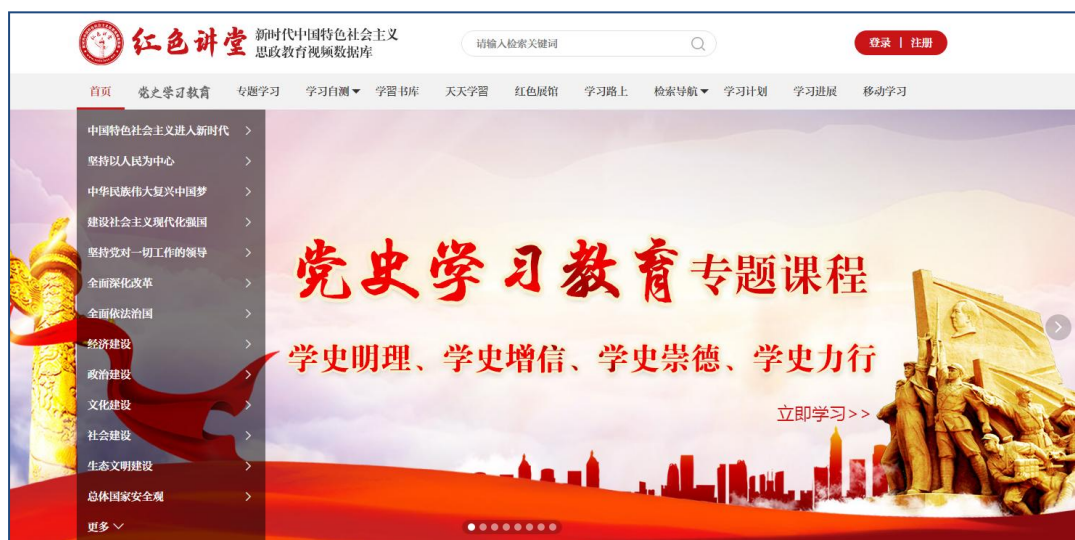 红色讲堂
新时代中国特色社会主义
思政教育视频数据库
请输入检索关键词
登录 | 注册
首页 党史学习教育 专题学习 学习自测▼ 学習书库 天天学習 红色展馆 学习路上 检索导航▼ 学习计划 学习进展 移动学习
中国特色社会主义进入新时代
坚持以人民为中心
中华民族伟大复兴中国梦
建设社会主义现代化强国
坚持党对一切工作的领导
全面深化改革
全面依法治国
经济建设
政治建设
文化建设
社会建设
生态文明建设
总体国家安全观
更多
党史学习教育专题课程
学史明理、学史增信、学史崇德、学史力行
立即学习>>